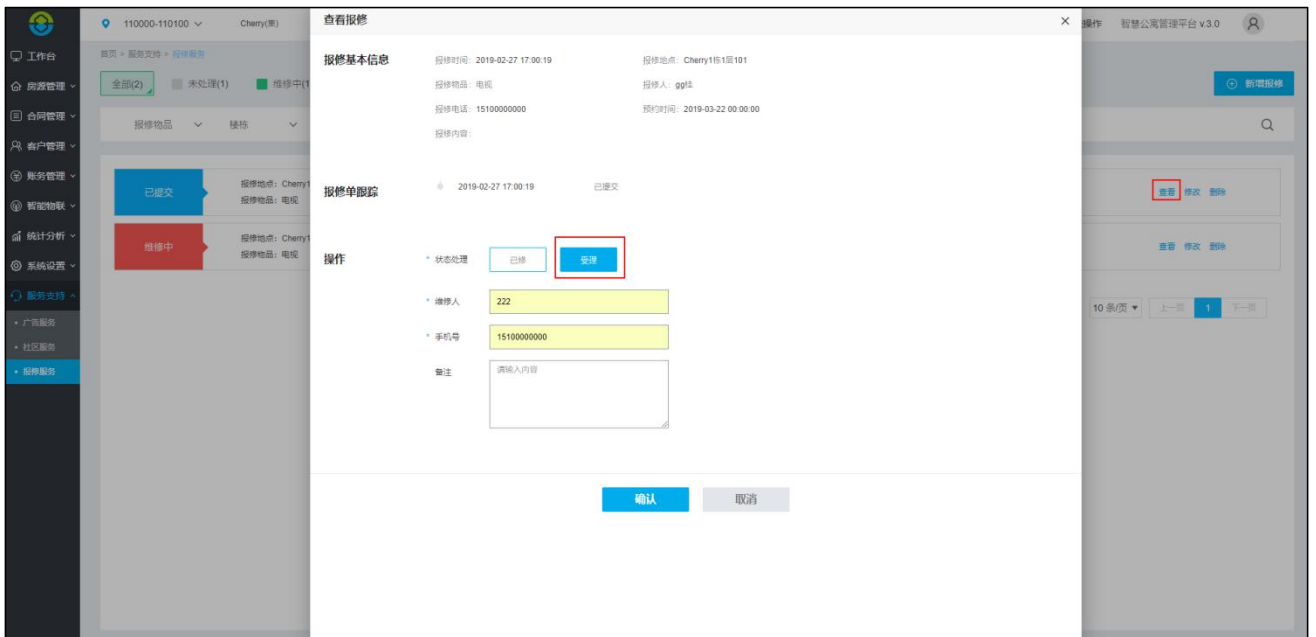 110000-110100
Cherry(集)
操作
智慧公寓管理平台 v.3.0
工作台
房源管理
合同管理
客户管理
账务管理
智能物联
统计分析
系统设置
服务支持
• 广告服务
• 社区服务
• 报修服务
首页 > 服务支持 > 报修服务
全部(2)
未处理(1)
维修中(1
新增报修
报修物品
楼栋
已提交
报修地点: Cherry1
报修物品: 电视
查看 修改 删除
维修中
报修地点: Cherry1
报修物品: 电视
查看 修改 删除
10 条/页
上一页
1
下一页
查看报修
×
报修基本信息
报修时间: 2019-02-27 17:00:19
报修地点: Cherry1栋1层101
报修物品: 电视
报修电话: 15100000000
预约时间: 2019-03-22 00:00:00
报修内容:
报修单跟踪
2019-02-27 17:00:19
已提交
操作
* 状态处理
已修
受理
* 维修人
222
* 手机号
15100000000
备注
请输入内容
确认
取消